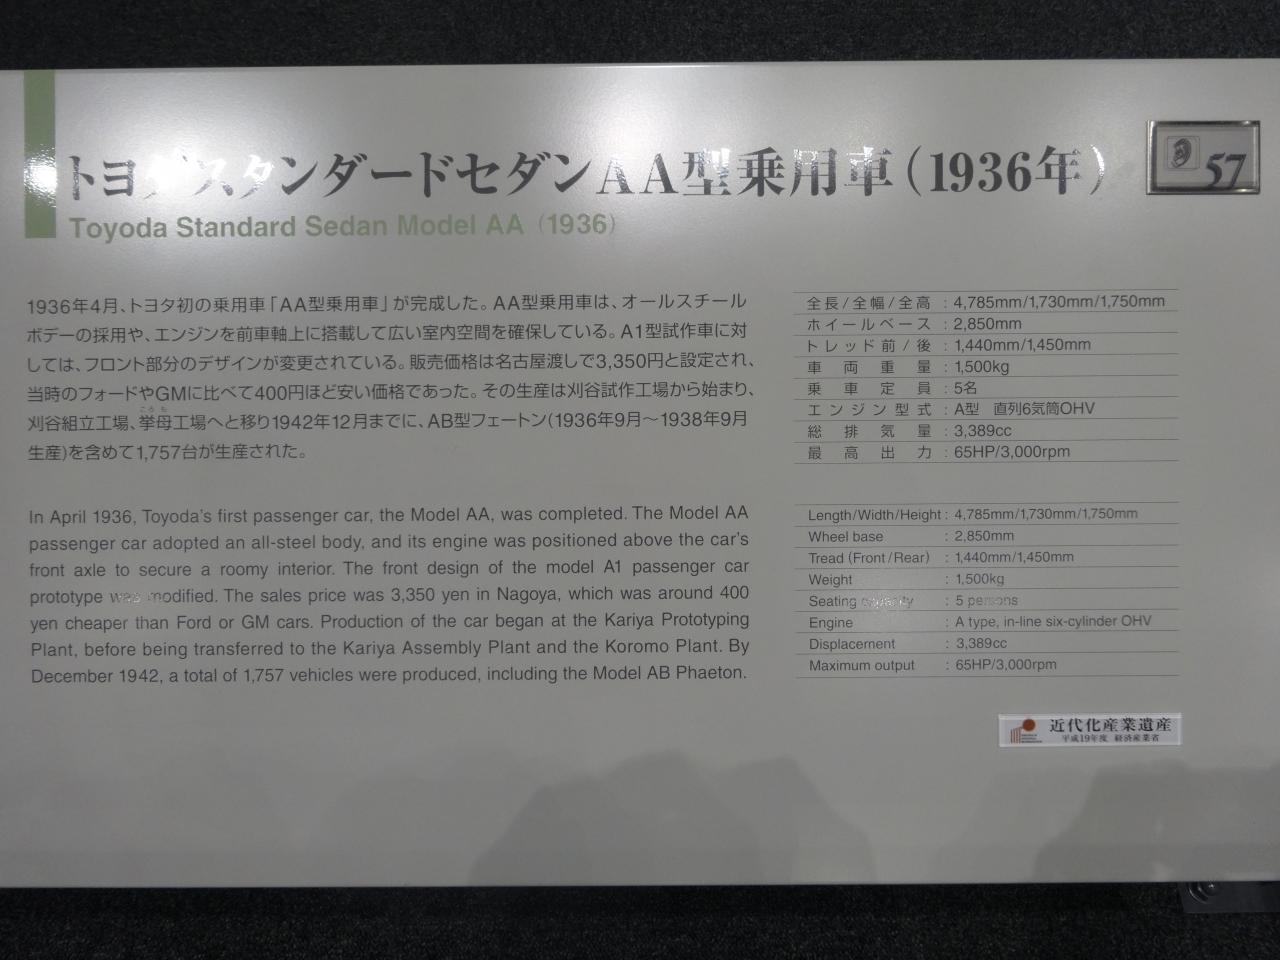 トヨダスタンダードセダンAA型乗用車（1936年）
57
Toyoda Standard Sedan Model AA (1936)
1936年4月、トヨタ初の乗用車「AA型乗用車」が完成した。AA型乗用車は、オールスチール
ボデーの採用や、エンジンを前車軸上に搭載して広い室内空間を確保している。A1型試作車に対
しては、フロント部分のデザインが変更されている。販売価格は名古屋渡しで3,350円と設定され、
当時のフォードやGMに比べて400円ほど安い価格であった。その生産は刈谷試作工場から始まり、
ころも
刈谷組立工場、挙母工場へと移り1942年12月までに、AB型フェートン(1936年9月〜1938年9月
生産)を含めて1,757台が生産された。
全長/全幅/全高：4,785mm/1,730mm/1,750mm
ホイールベース：2,850mm
トレッド前/後：1,440mm/1,450mm
車両重量：1,500kg
乗車定員：5名
エンジン型式：A型　直列6気筒OHV
総排気量：3,389cc
最高出力：65HP/3,000rpm
In April 1936, Toyoda's first passenger car, the Model AA, was completed. The Model AA
passenger car adopted an all-steel body, and its engine was positioned above the car's
front axle to secure a roomy interior. The front design of the model A1 passenger car
prototype was modified. The sales price was 3,350 yen in Nagoya, which was around 400
yen cheaper than Ford or GM cars. Production of the car began at the Kariya Prototyping
Plant, before being transferred to the Kariya Assembly Plant and the Koromo Plant. By
December 1942, a total of 1,757 vehicles were produced, including the Model AB Phaeton.
Length/Width/Height : 4,785mm/1,730mm/1,750mm
Wheel base : 2,850mm
Tread (Front/Rear) : 1,440mm/1,450mm
Weight : 1,500kg
Seating capacity : 5 persons
Engine : A type, in-line six-cylinder OHV
Displacement : 3,389cc
Maximum output : 65HP/3,000rpm
近代化産業遺産
平成19年度 経済産業省